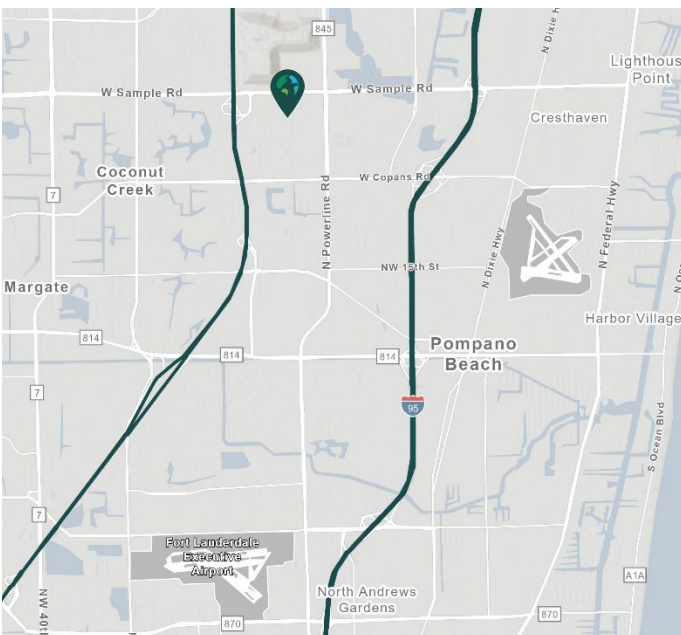 845
N Dixie H
Lighthous
Point
W Sample Rd
W Sample Rd
Cresthaven
Coconut
Creek
W Copans Rd
7
N Powerline Rd
N Federal Hwy
N Dixie Hwy
NW 15th St
Margate
N Oce
Harbor Village
814
814
814
Pompano
Beach
7
95
S Ocean Blvd
7
Fort Lauderdale
Executive
Airport
A1A
North Andrews
Gardens
NW 40th
870
870